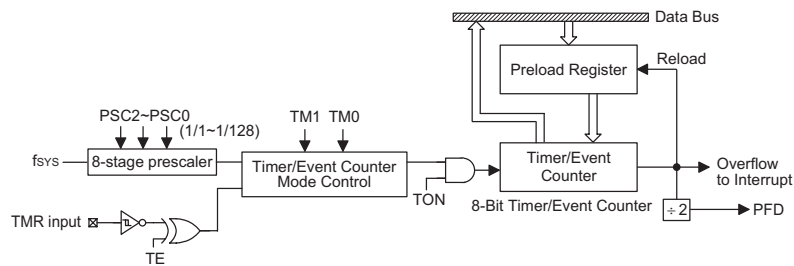 Data Bus
Preload Register
Reload
PSC2~PSC0
(1/1~1/128)
TM1
TM0
fSYS
8-stage prescaler
Timer/Event Counter
Mode Control
TON
Timer/Event
Counter
8-Bit Timer/Event Counter
Overflow
to Interrupt
÷2
PFD
TMR input
TE